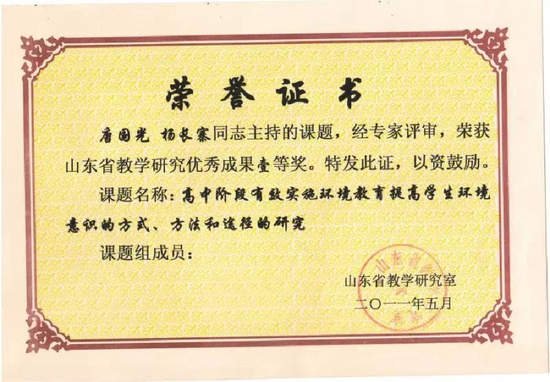 荣誉证书
唐国光 杨长寨同志主持的课题，经专家评审，荣获
山东省教学研究优秀成果壹等奖。特发此证，以资鼓励。
课题名称：高中阶段有效实施环境教育提高学生环境
意识的方式、方法和途径的研究
课题组成员：
山东省教学研究室
二〇一一年五月